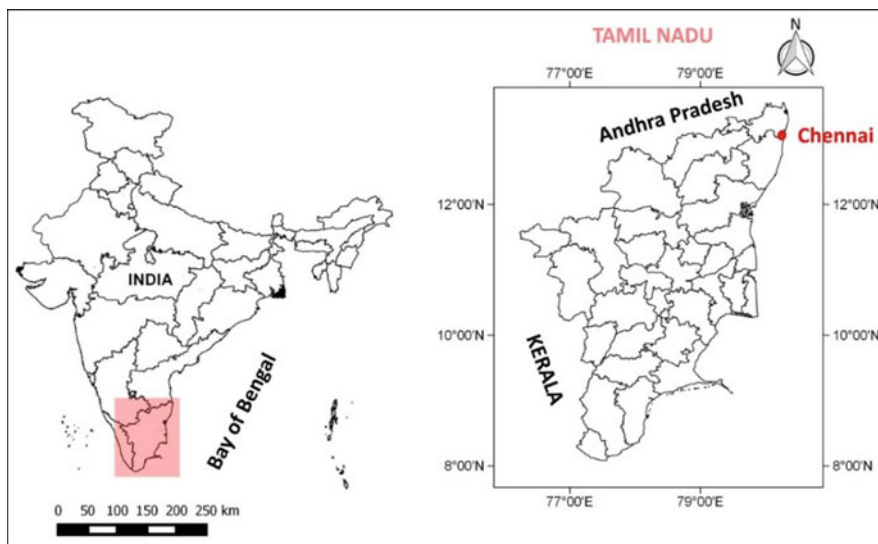 TAMIL NADU
N
77°00'E 79°00'E
Andhra Pradesh
Chennai
12°00'N 12°00'N
INDIA
10°00'N 10°00'N
KERALA
Bay of Bengal
8°00'N 8°00'N
77°00'E 79°00'E
0 50 100 150 200 250 km